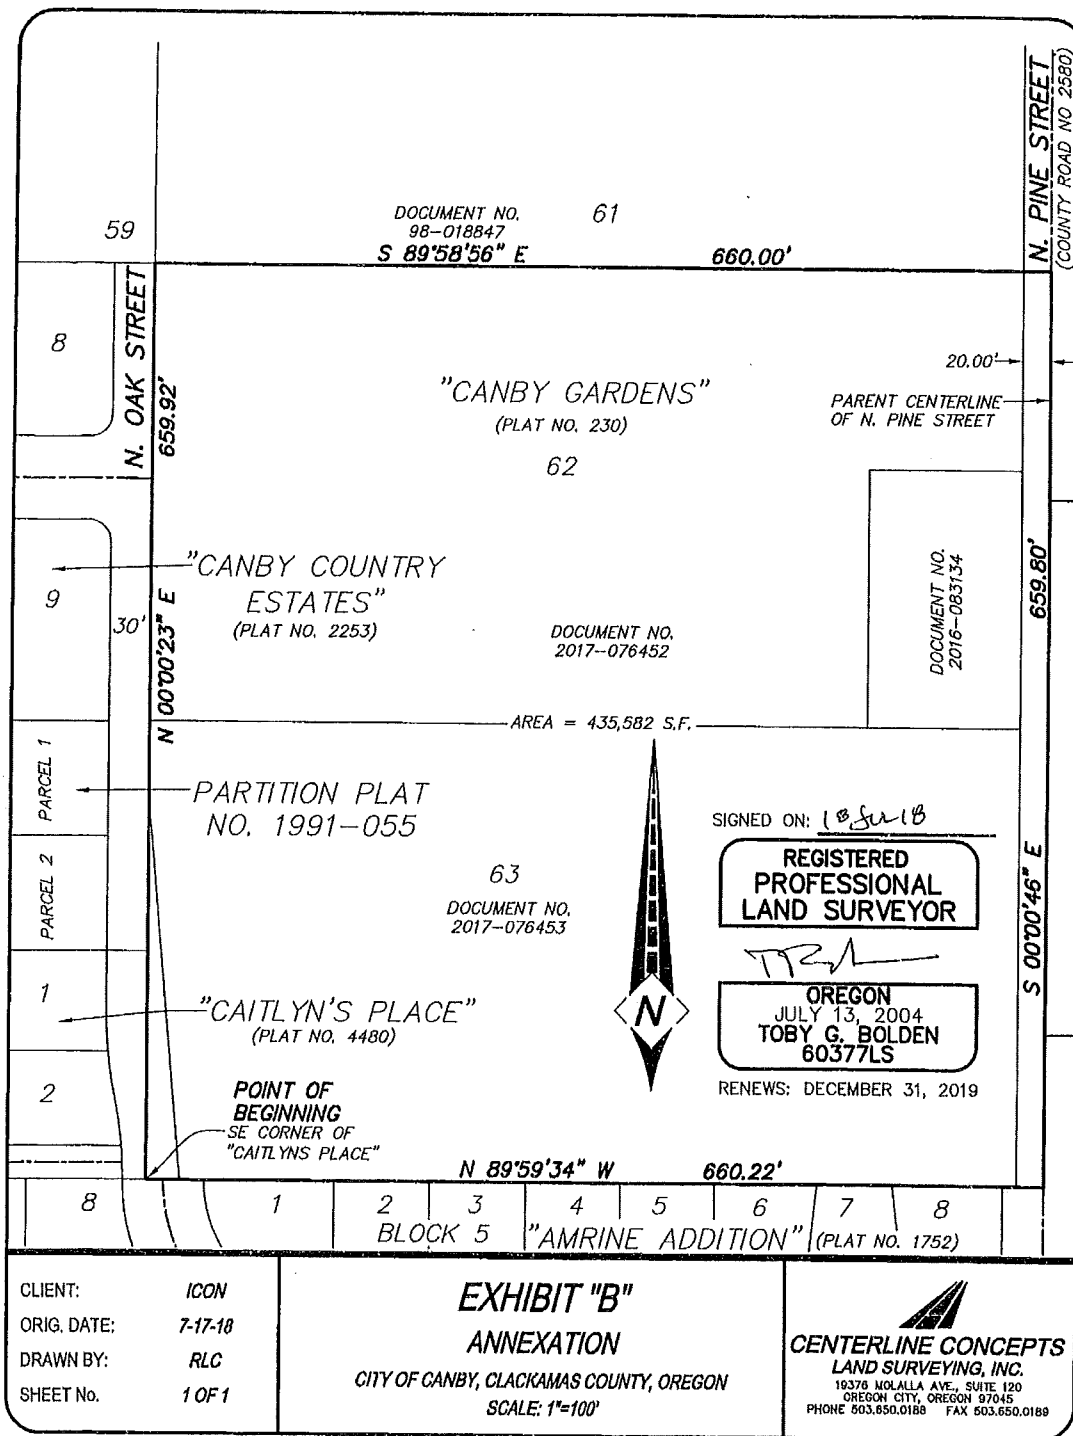 N. PINE STREET
(COUNTY ROAD NO 2580)
59
DOCUMENT NO.
98-018847
61
S 89°58'56" E 660.00'
8
N. OAK STREET
659.92'
"CANBY GARDENS"
(PLAT NO. 230)
62
20.00'
PARENT CENTERLINE
OF N. PINE STREET
9
30'
"CANBY COUNTRY
ESTATES"
(PLAT NO. 2253)
N 00°00'23" E
DOCUMENT NO.
2017-076452
DOCUMENT NO.
2016-083134
659.80'
AREA = 435,582 S.F.
PARCEL 1
PARTITION PLAT
NO. 1991-055
PARCEL 2
63
DOCUMENT NO.
2017-076453
SIGNED ON: 18 Jul 18
REGISTERED
PROFESSIONAL
LAND SURVEYOR
OREGON
JULY 13, 2004
TOBY G. BOLDEN
60377LS
RENEWS: DECEMBER 31, 2019
S 00°00'46" E
N
1
"CAITLYN'S PLACE"
(PLAT NO. 4480)
2
POINT OF
BEGINNING
SE CORNER OF
"CAITLYNS PLACE"
N 89°59'34" W 660.22'
8 1 2 3 4 5 6 7 8
BLOCK 5 "AMRINE ADDITION" (PLAT NO. 1752)
CLIENT: ICON
ORIG. DATE: 7-17-18
DRAWN BY: RLC
SHEET No. 1 OF 1
EXHIBIT "B"
ANNEXATION
CITY OF CANBY, CLACKAMAS COUNTY, OREGON
SCALE: 1"=100'
CENTERLINE CONCEPTS
LAND SURVEYING, INC.
19376 MOLALLA AVE., SUITE 120
OREGON CITY, OREGON 97045
PHONE 503.650.0188 FAX 503.650.0189